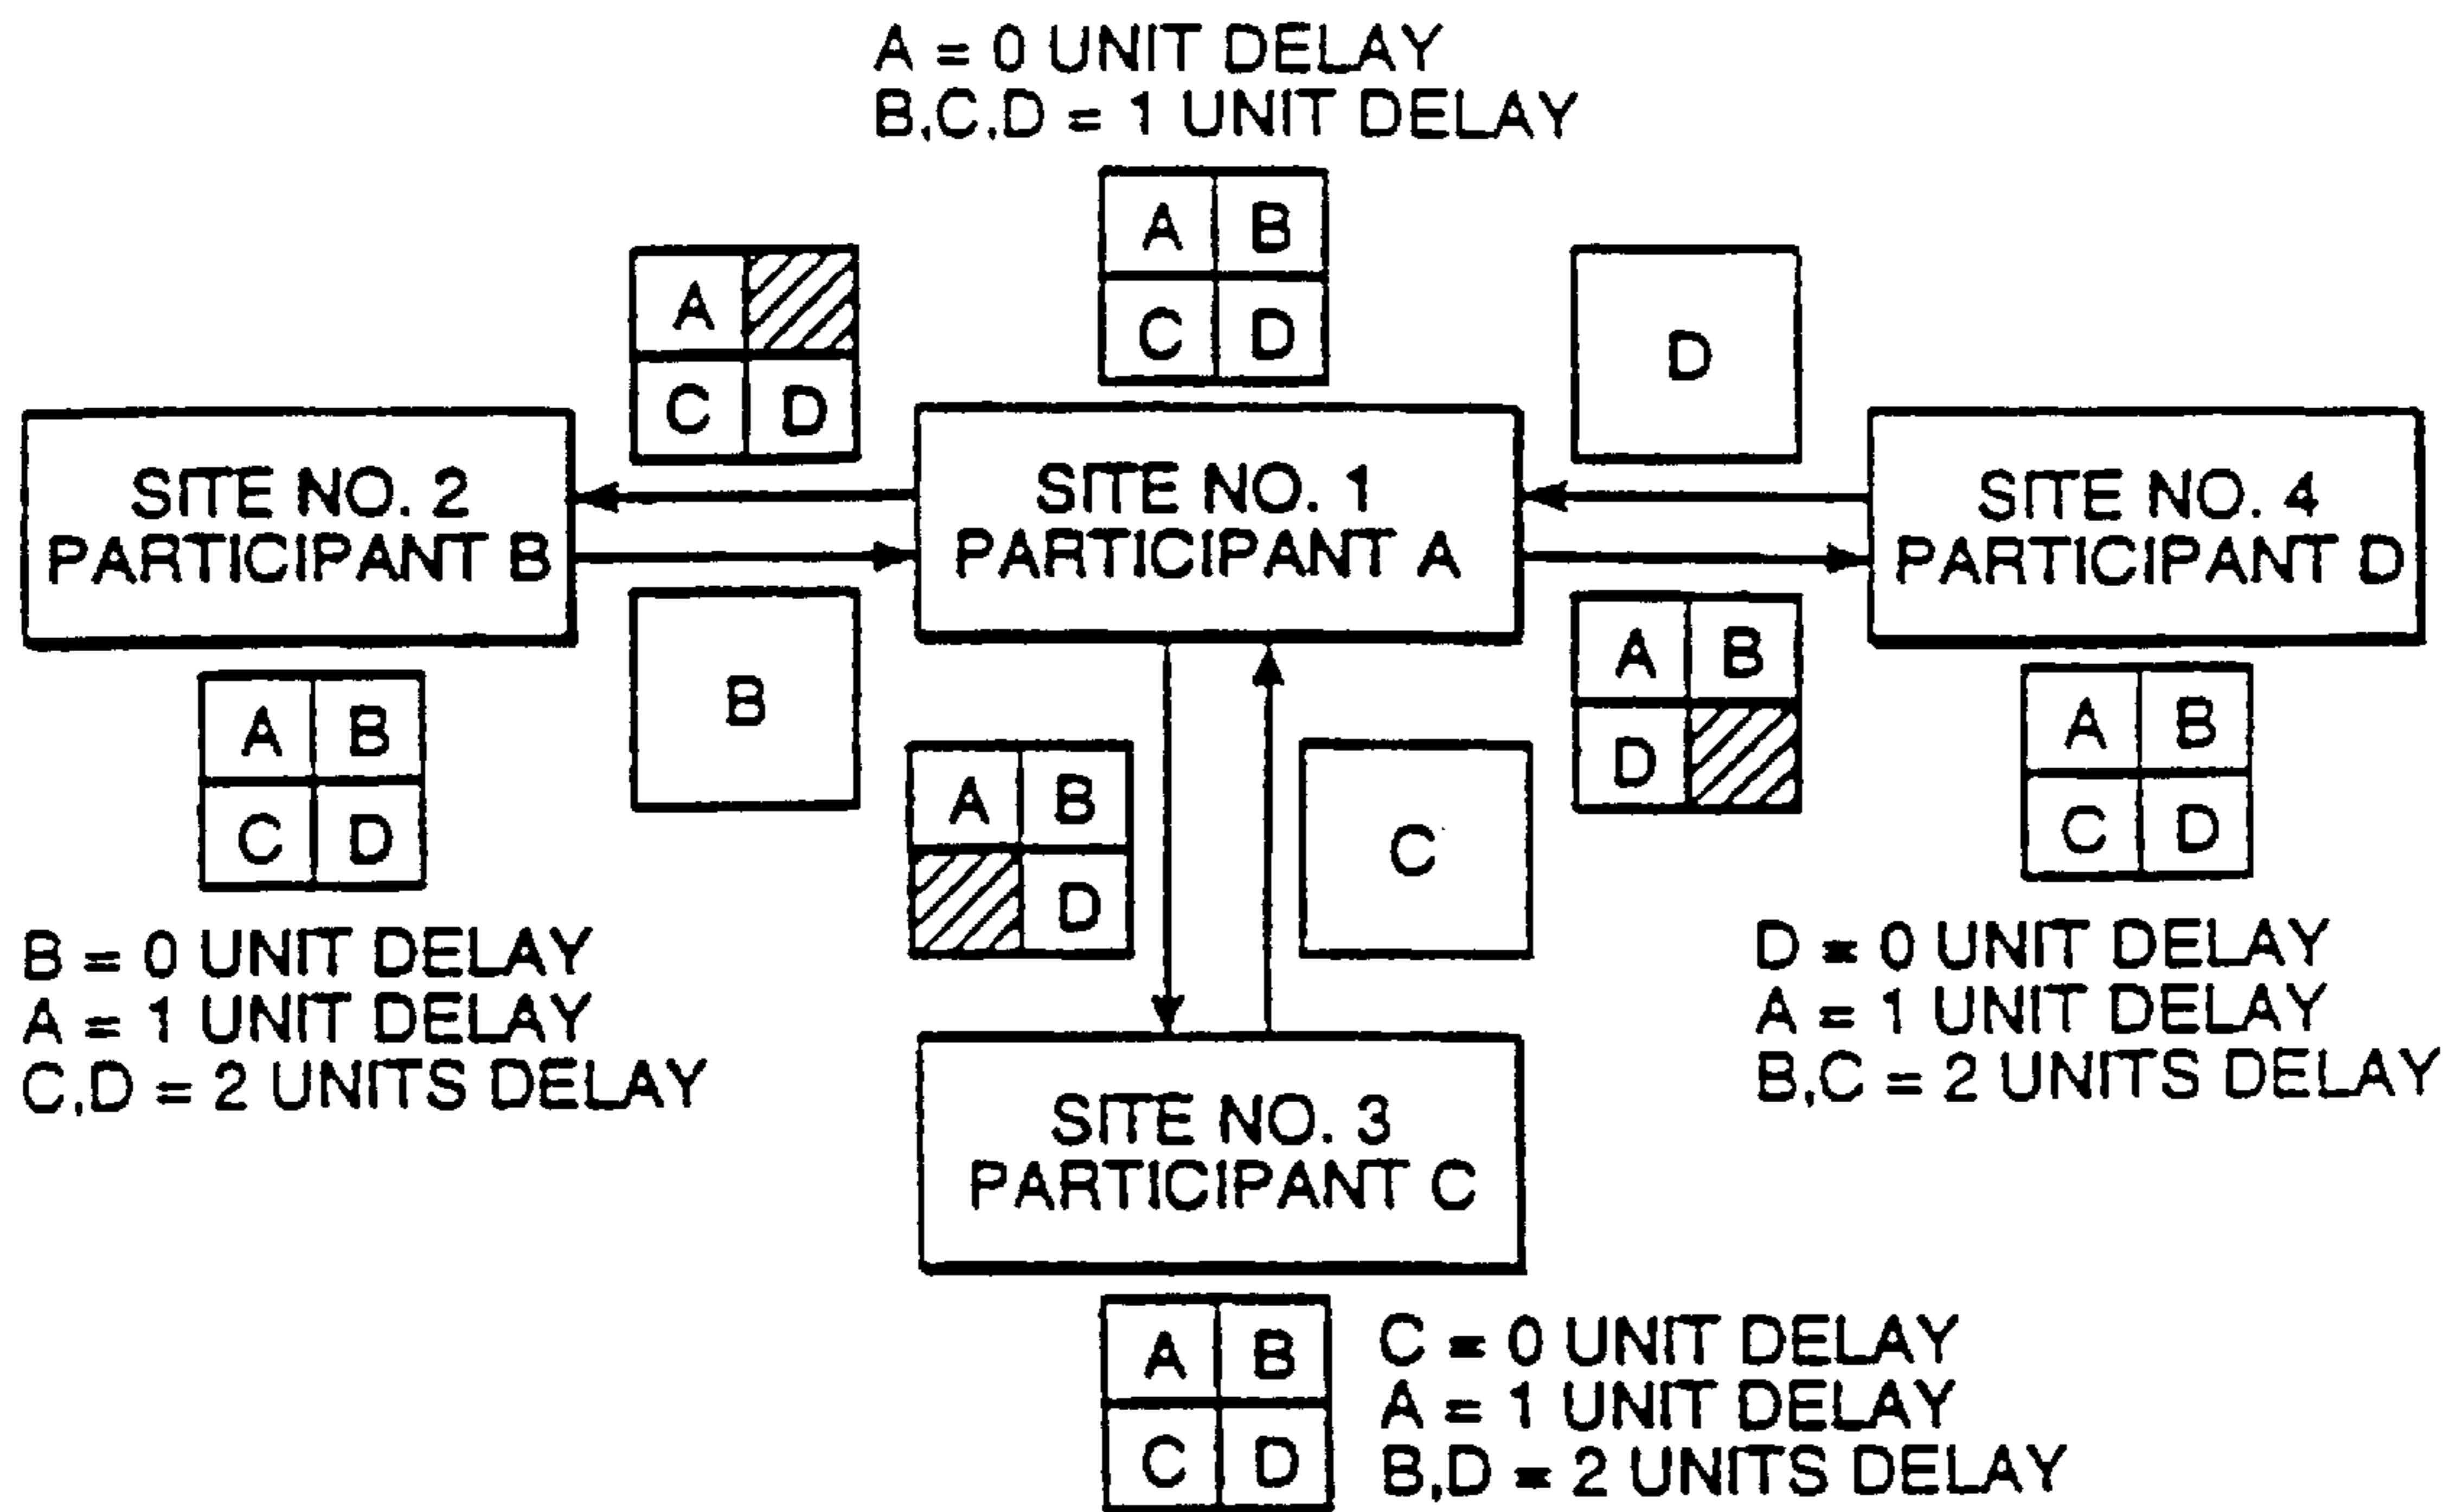 A = 0 UNIT DELAY
B,C,D = 1 UNIT DELAY
A B
C D
A
C D
D
SITE NO. 2
PARTICIPANT B
SITE NO. 1
PARTICIPANT A
SITE NO. 4
PARTICIPANT D
A B
C D
B
A B
D
C
A B
D
A B
C D
B = 0 UNIT DELAY
A = 1 UNIT DELAY
C,D = 2 UNITS DELAY
D = 0 UNIT DELAY
A = 1 UNIT DELAY
B,C = 2 UNITS DELAY
SITE NO. 3
PARTICIPANT C
A B
C D
C = 0 UNIT DELAY
A = 1 UNIT DELAY
B,D = 2 UNITS DELAY